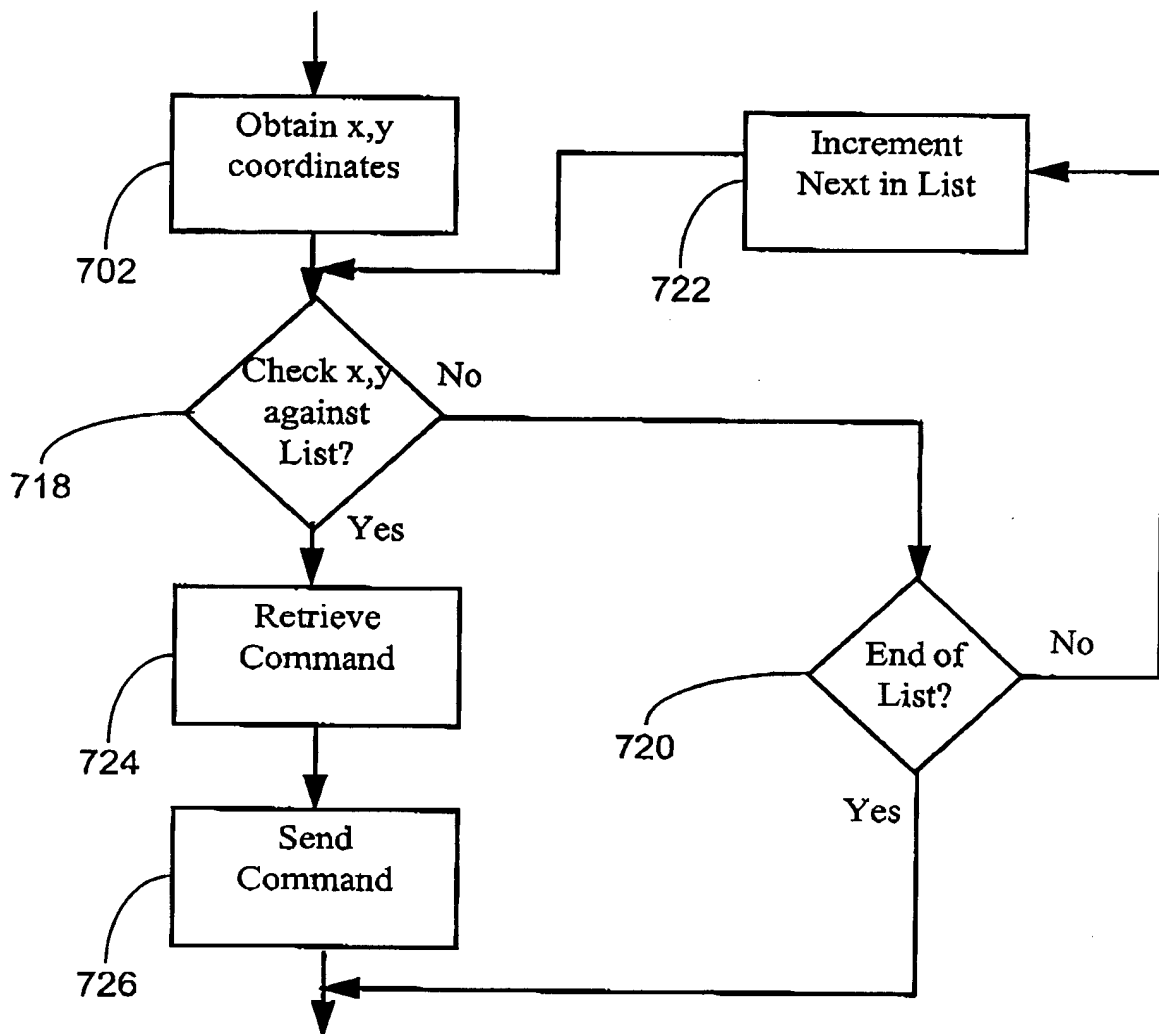 Obtain x,y
coordinates
702
Increment
Next in List
722
Check x,y
against
List?
No
718
Yes
Retrieve
Command
724
End of
List?
No
720
Yes
Send
Command
726